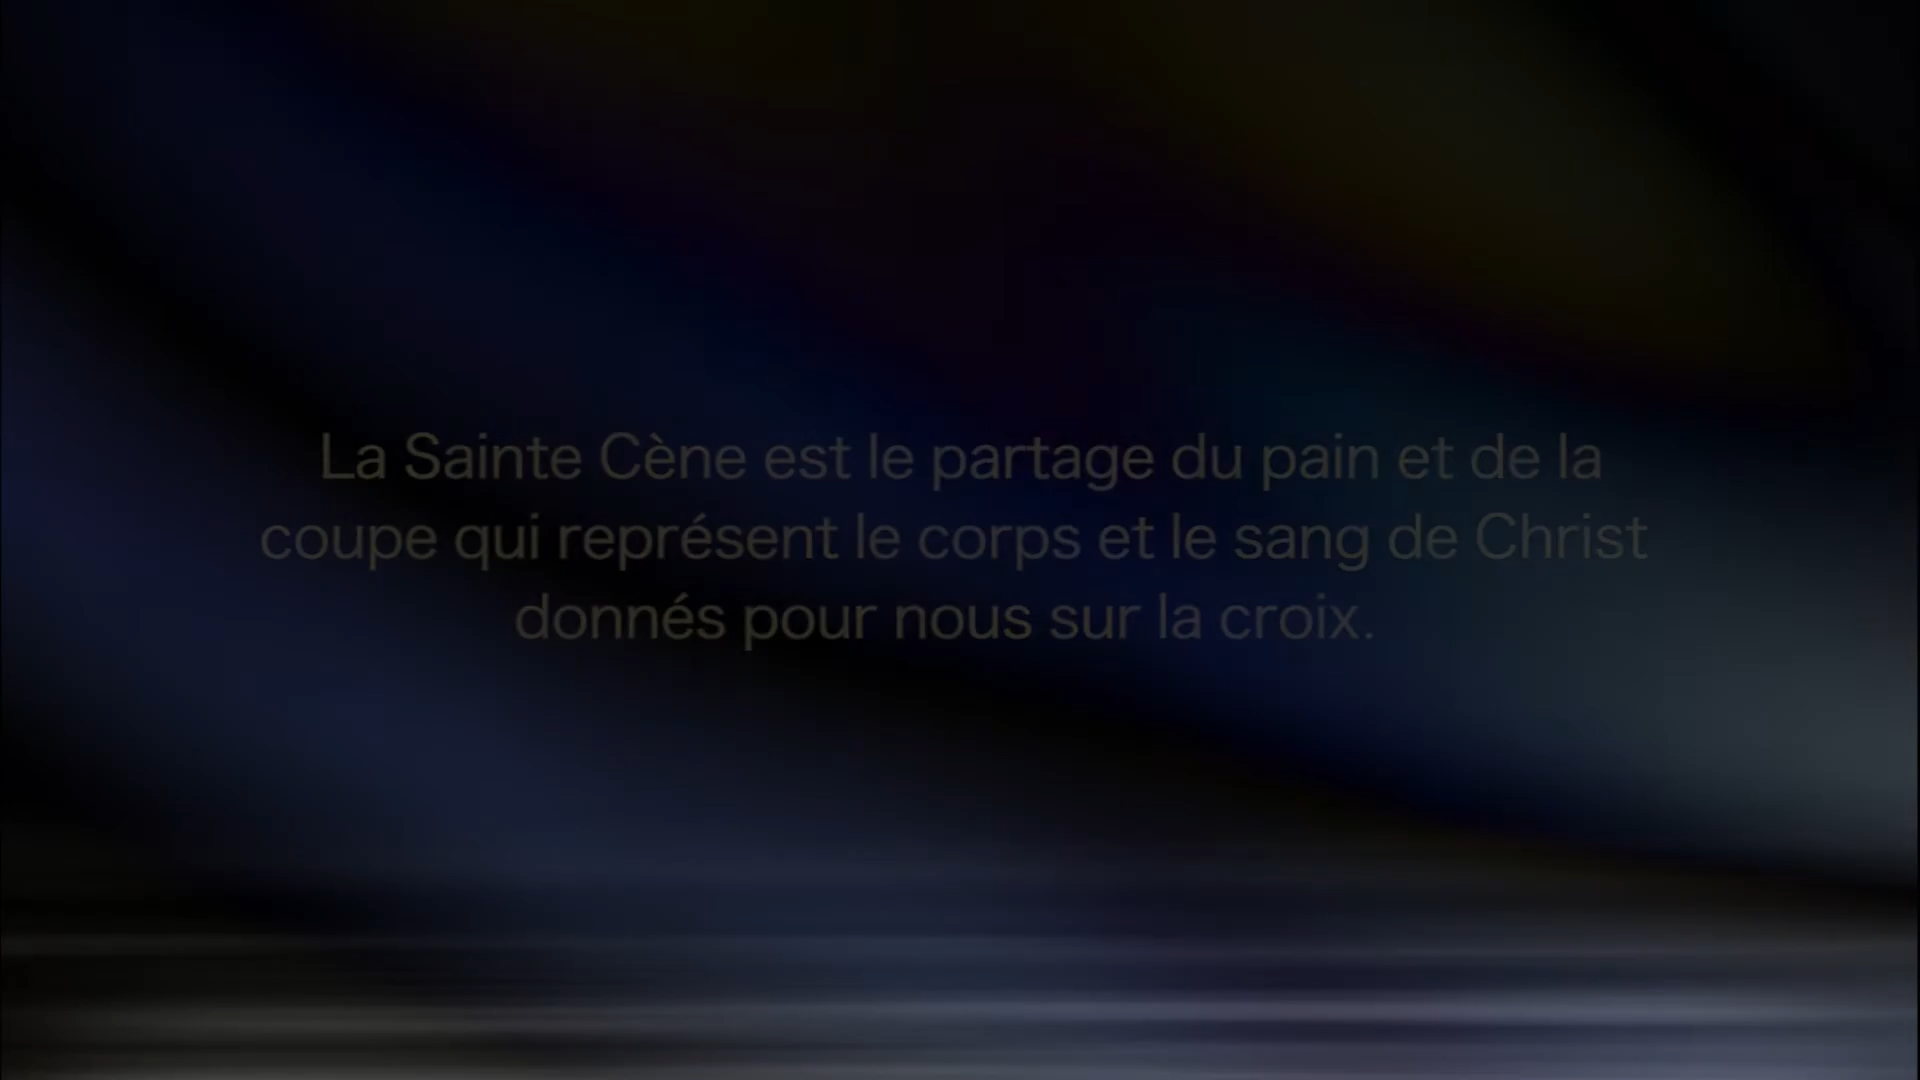 La Sainte Cène est le partage du pain et de la
coupe qui représent le corps et le sang de Christ
donnés pour nous sur la croix.